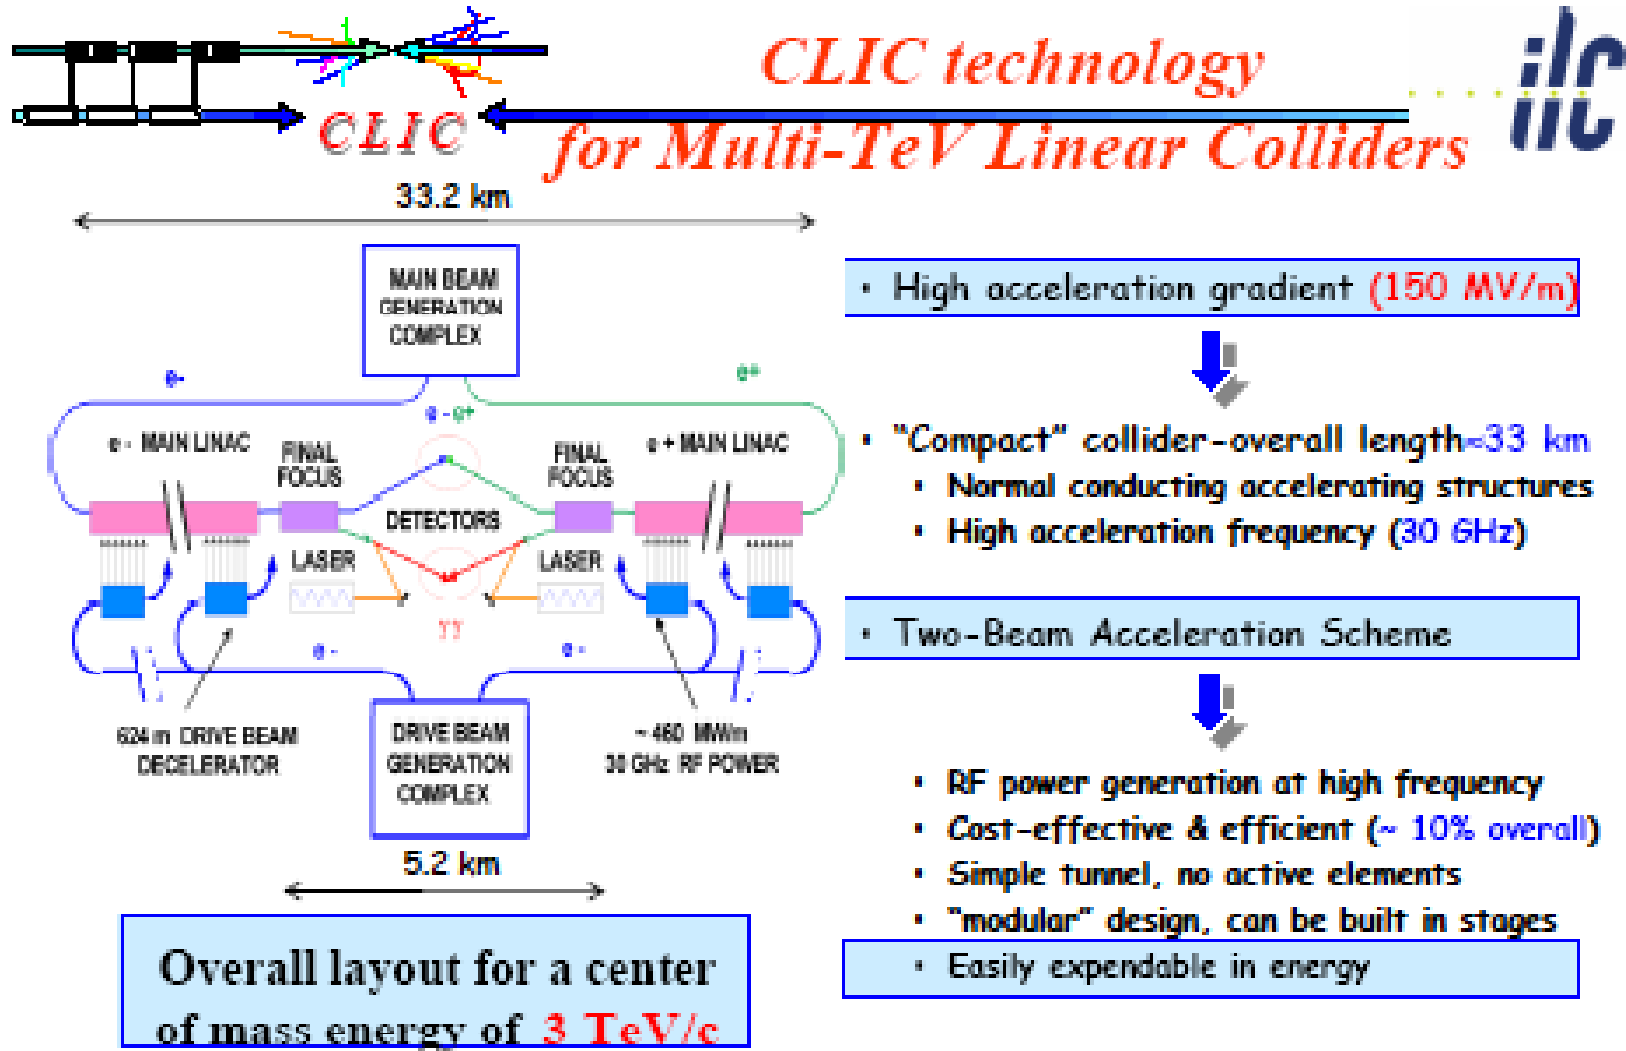 CLIC technology
for Multi-TeV Linear Colliders
CLIC
ilc
33.2 km
MAIN BEAM
GENERATION
COMPLEX
e-
e+
e- e+
e- MAIN LINAC
FINAL
FOCUS
FINAL
FOCUS
e+ MAIN LINAC
DETECTORS
LASER
LASER
γγ
e-
e-
624 m DRIVE BEAM
DECELERATOR
DRIVE BEAM
GENERATION
COMPLEX
~ 460 MW/m
30 GHz RF POWER
5.2 km
Overall layout for a center
of mass energy of 3 TeV/c
• High acceleration gradient (150 MV/m)
• "Compact" collider-overall length≈33 km
• Normal conducting accelerating structures
• High acceleration frequency (30 GHz)
• Two-Beam Acceleration Scheme
• RF power generation at high frequency
• Cost-effective & efficient (~ 10% overall)
• Simple tunnel, no active elements
• "modular" design, can be built in stages
• Easily expendable in energy